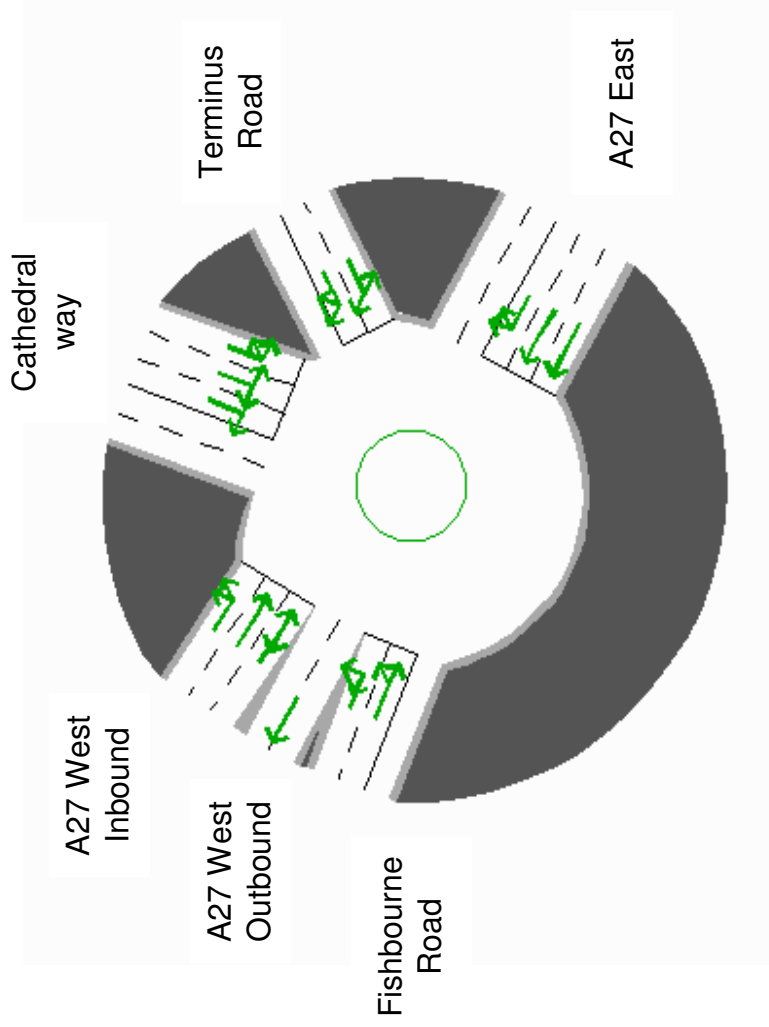 Cathedral
way
Terminus
Road
A27 East
A27 West
Inbound
A27 West
Outbound
Fishbourne
Road